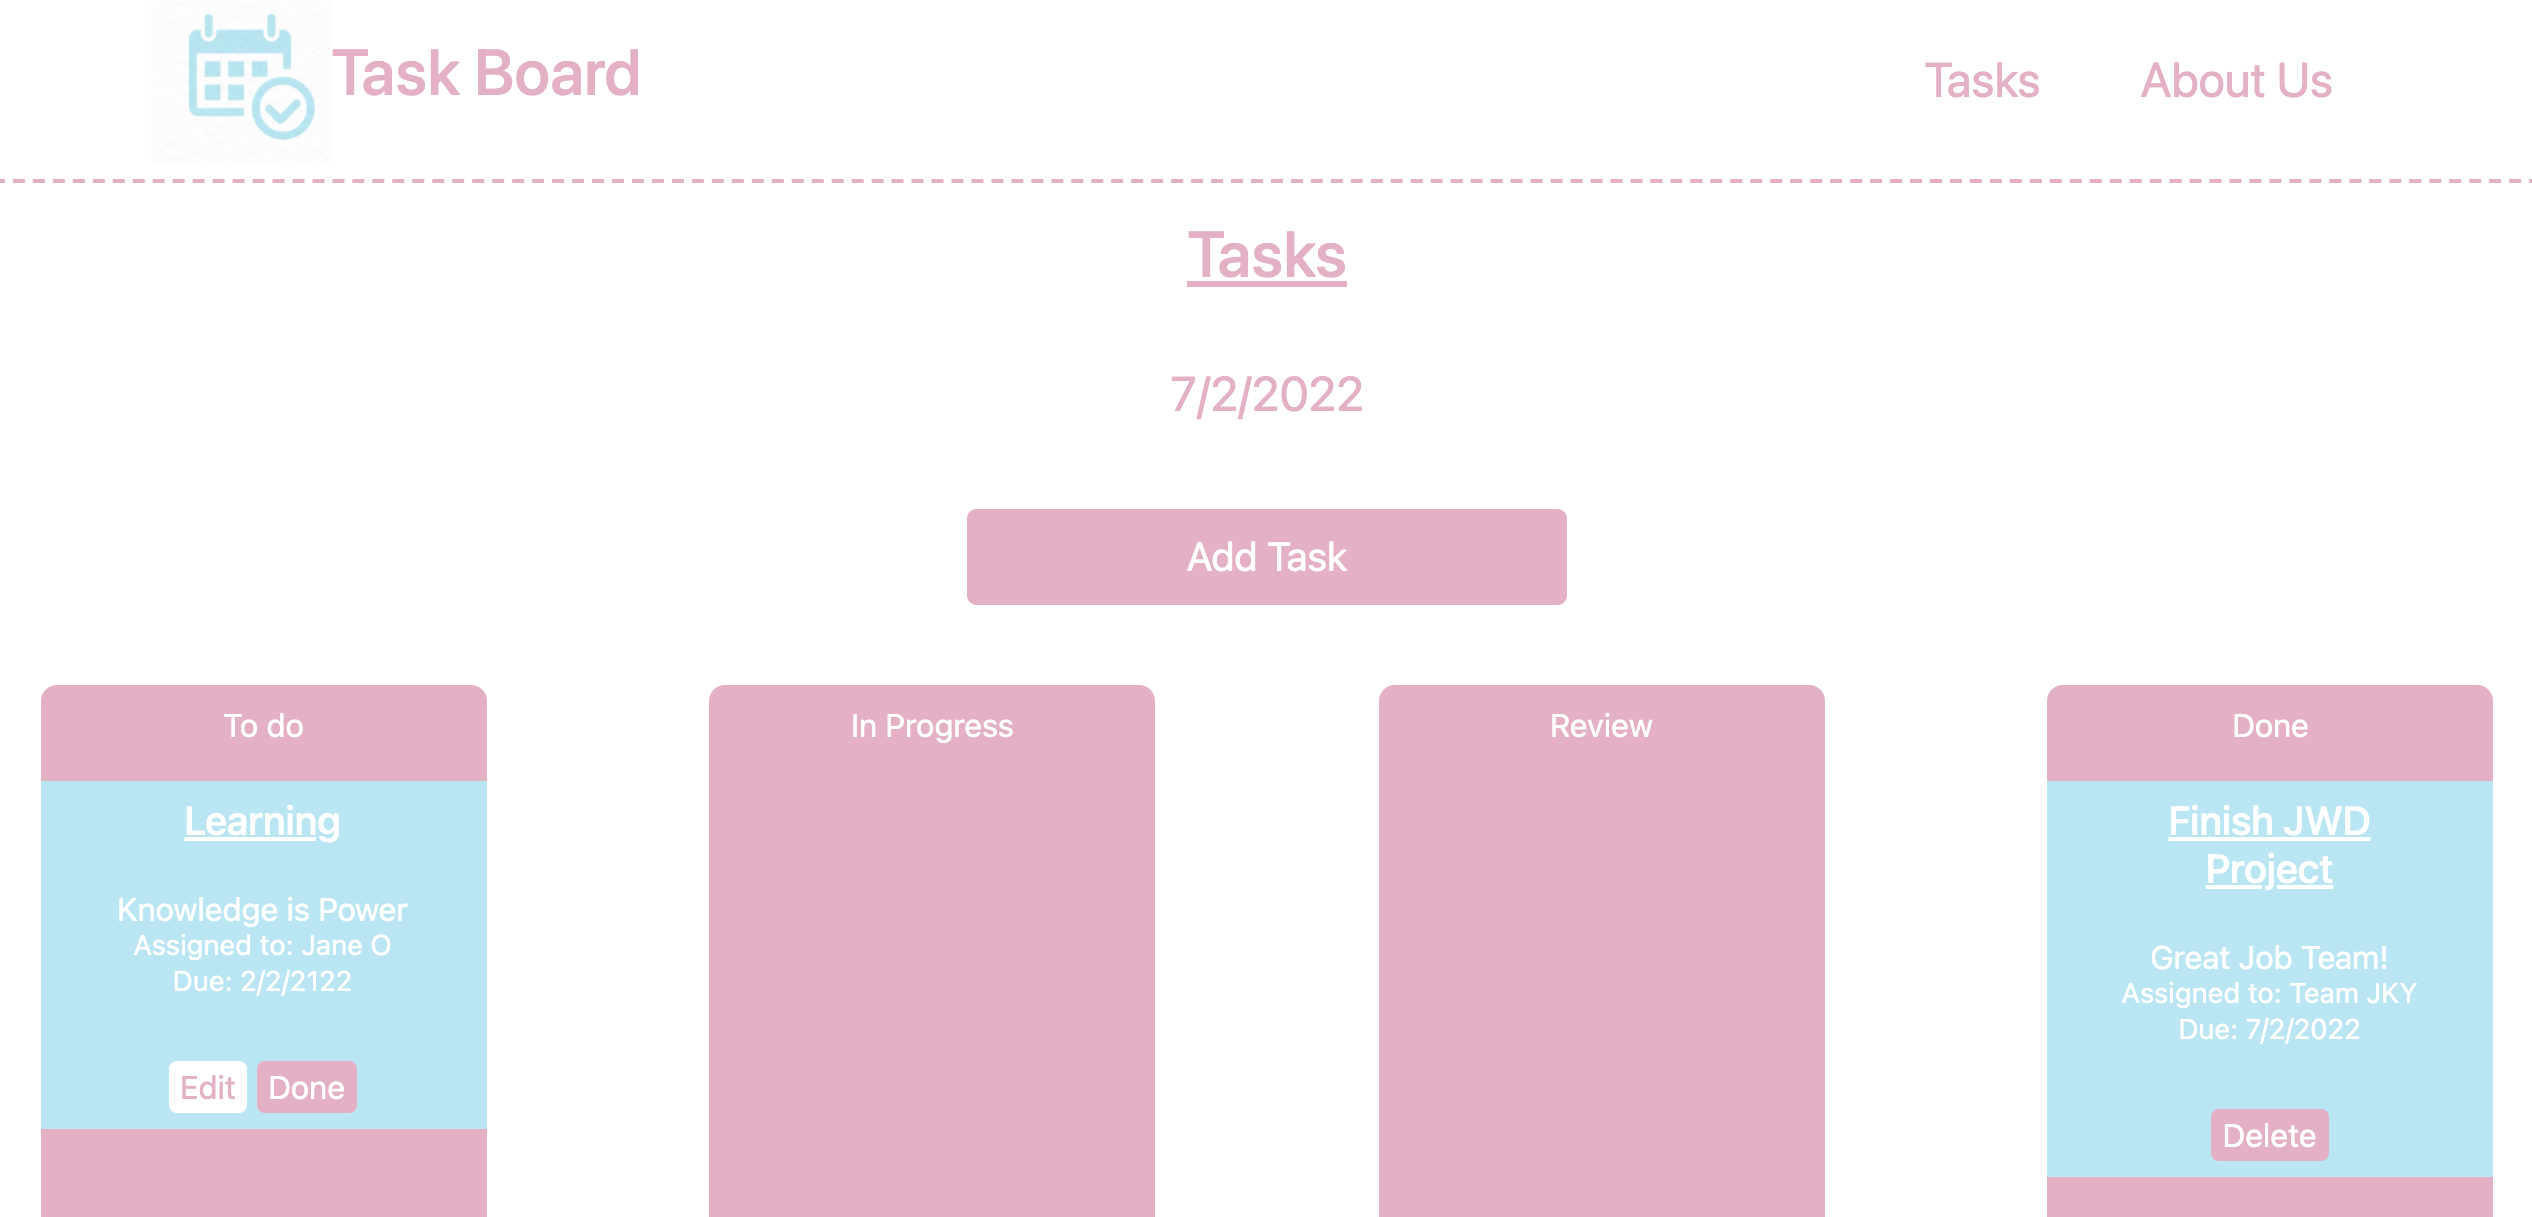 Task Board
Tasks
About Us
Tasks
7/2/2022
Add Task
To do
Learning
Knowledge is Power
Assigned to: Jane O
Due: 2/2/2122
Edit
Done
In Progress
Review
Done
Finish JWD
Project
Great Job Team!
Assigned to: Team JKY
Due: 7/2/2022
Delete